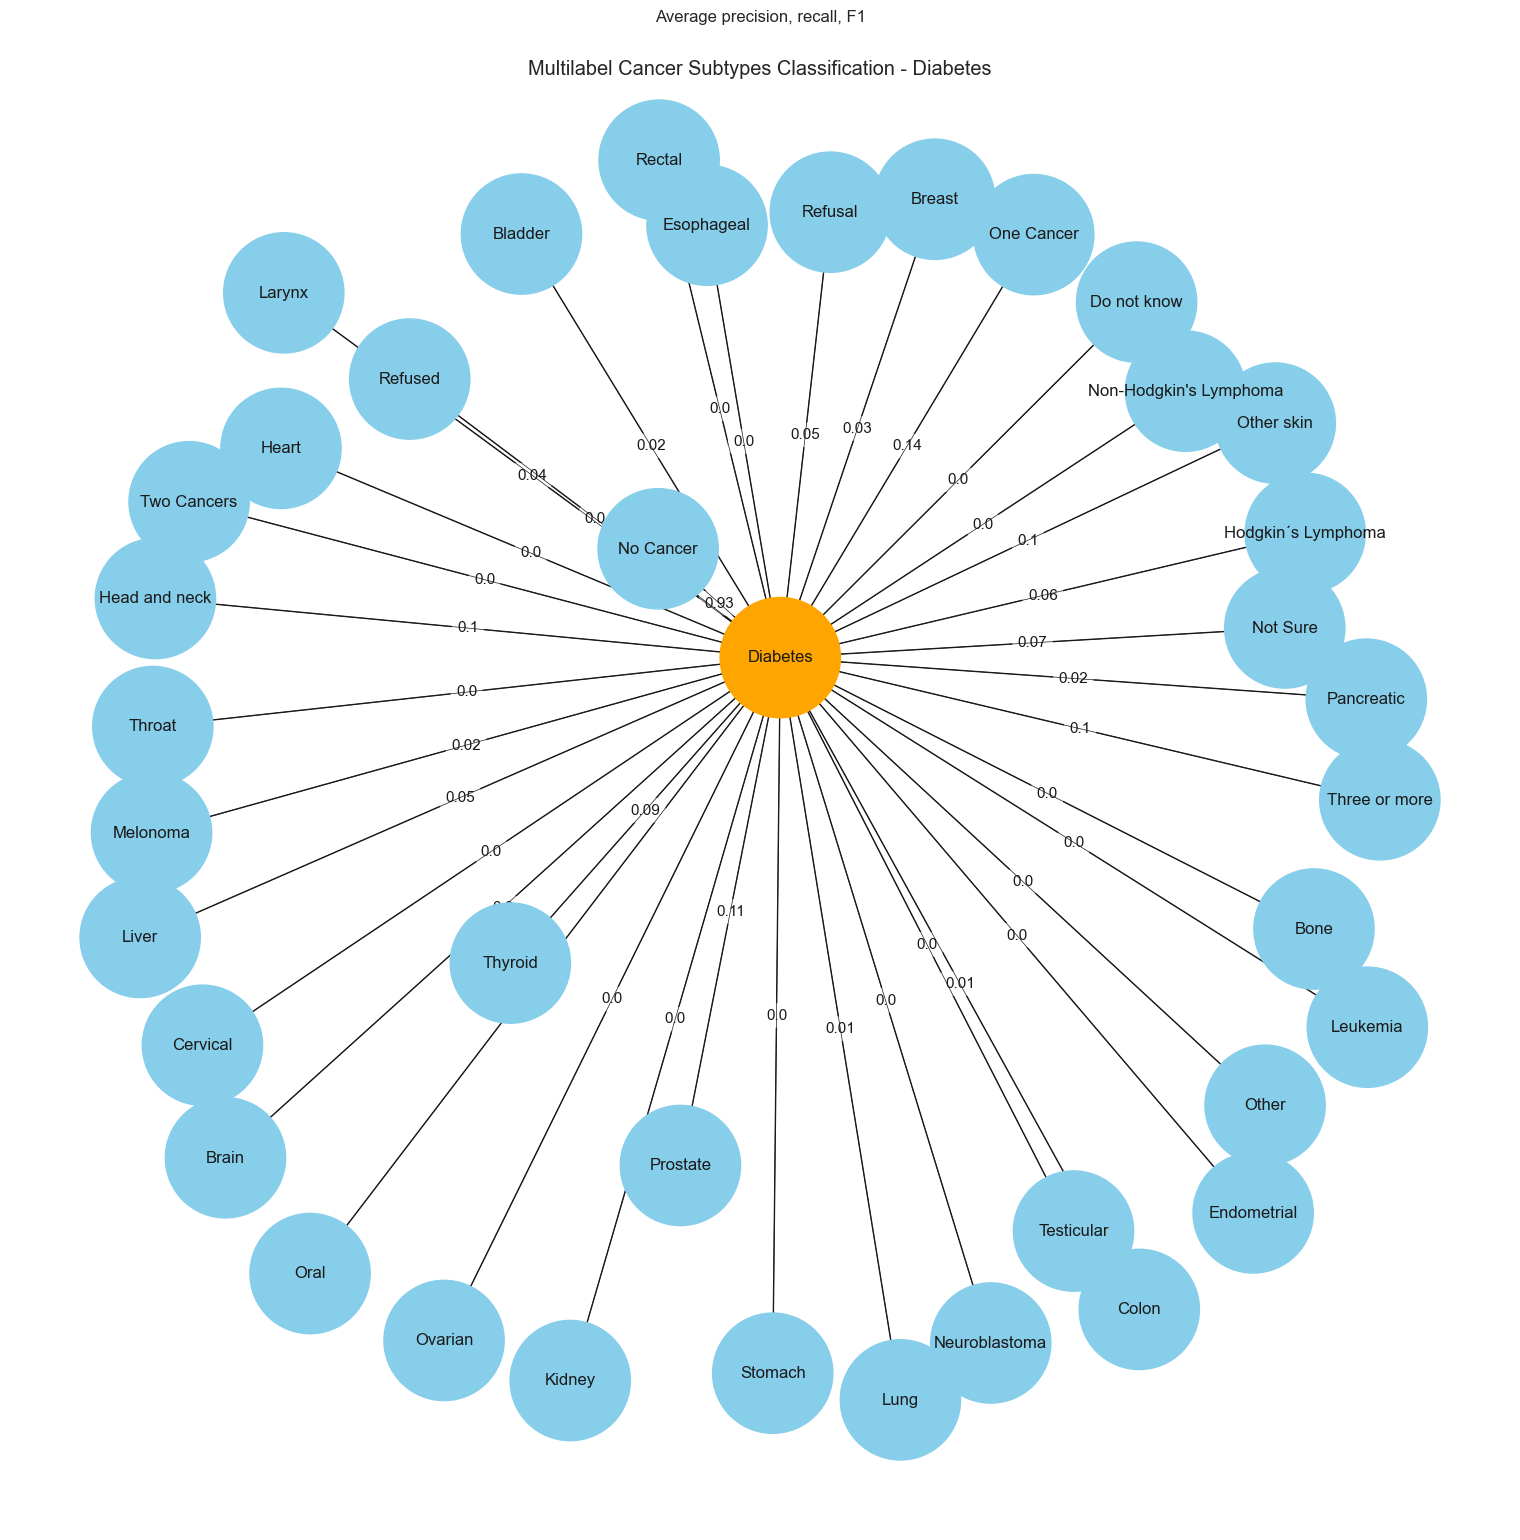 Average precision, recall, F1
Multilabel Cancer Subtypes Classification - Diabetes
Rectal
Breast
Refusal
Esophageal
Bladder
One Cancer
Larynx
Do not know
Refused
Non-Hodgkin's Lymphoma
0.0
Other skin
0.03
0.05
0.0
0.02
0.14
Heart
0.04
0.0
Two Cancers
0.0
0.0
Hodgkin´s Lymphoma
0.1
No Cancer
0.0
0.0
0.06
Head and neck
0.93
0.1
Not Sure
0.07
Diabetes
0.02
0.0
Pancreatic
Throat
0.1
0.02
0.0
0.05
Three or more
0.09
Melonoma
0.0
0.0
0.0
0.11
Bone
0.0
Liver
0.0
Thyroid
0.01
0.0
0.0
0.0
0.0
0.01
Leukemia
Cervical
Other
Brain
Prostate
Endometrial
Testicular
Oral
Colon
Ovarian
Neuroblastoma
Stomach
Kidney
Lung